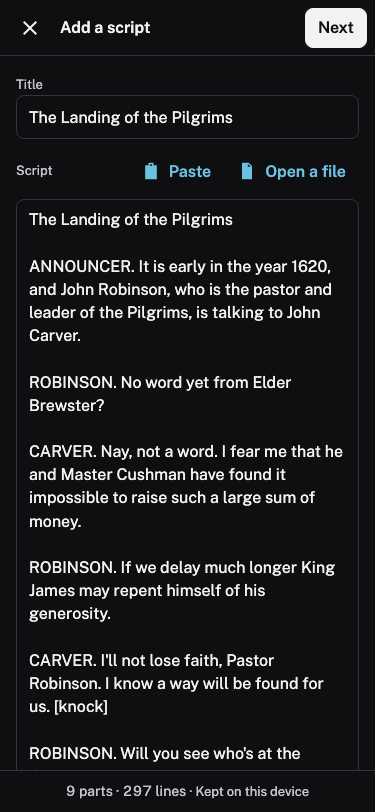 Add a script
Next
Title
The Landing of the Pilgrims
Script
Paste
Open a file
The Landing of the Pilgrims
ANNOUNCER. It is early in the year 1620,
and John Robinson, who is the pastor and
leader of the Pilgrims, is talking to John
Carver.
ROBINSON. No word yet from Elder
Brewster?
CARVER. Nay, not a word. I fear me that he
and Master Cushman have found it
impossible to raise such a large sum of
money.
ROBINSON. If we delay much longer King
James may repent himself of his
generosity.
CARVER. I'll not lose faith, Pastor
Robinson. I know a way will be found for
us. [knock]
ROBINSON. Will you see who's at the
9 parts · 297 lines · Kept on this device